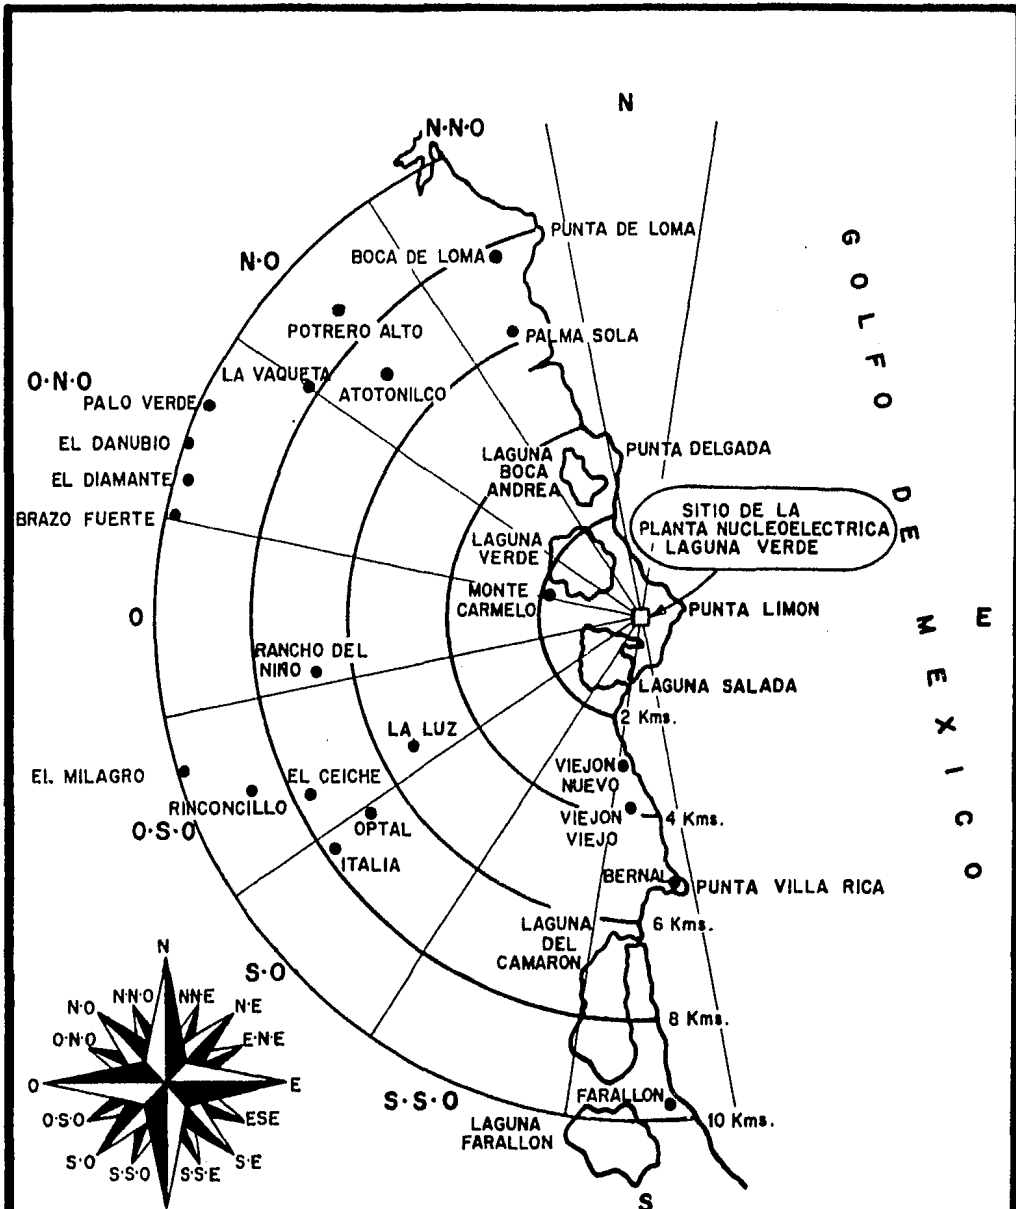 N
N·N·O
PUNTA DE LOMA
BOCA DE LOMA
N·O
GOLFO DE MEXICO
POTRERO ALTO
PALMA SOLA
O·N·O
LA VAQUETA
ATOTONILCO
PALO VERDE
EL DANUBIO
EL DIAMANTE
BRAZO FUERTE
PUNTA DELGADA
LAGUNA
BOCA
ANDREA
SITIO DE LA
PLANTA NUCLEOELECTRICA
LAGUNA VERDE
LAGUNA
VERDE
MONTE
CARMELO
PUNTA LIMON
O
E
RANCHO DEL
NIÑO
LAGUNA SALADA
2 Kms.
LA LUZ
EL MILAGRO
RINCONCILLO
EL CEICHE
VIEJON
NUEVO
VIEJON
VIEJO
4 Kms.
O·S·O
OPTAL
ITALIA
BERNAL
PUNTA VILLA RICA
LAGUNA
DEL
CAMARON
6 Kms.
S·O
8 Kms.
S·S·O
FARALLON
LAGUNA
FARALLON
10 Kms.
S
N
N·N·O
NN·E
N·O
N·E
O·N·O
E·N·E
O
E
O·S·O
ESE
S·O
S·E
S·S·O
S·S·E